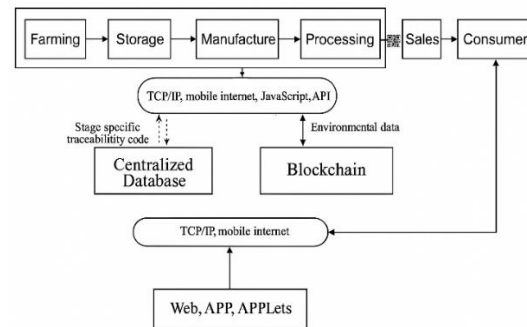 Farming
Storage
Manufacture
Processing
Sales
Consumer
TCP/IP, mobile internet, JavaScript, API
Stage specific
traceabilitity code
Environmental data
Centralized
Database
Blockchain
TCP/IP, mobile internet
Web, APP, APPLets